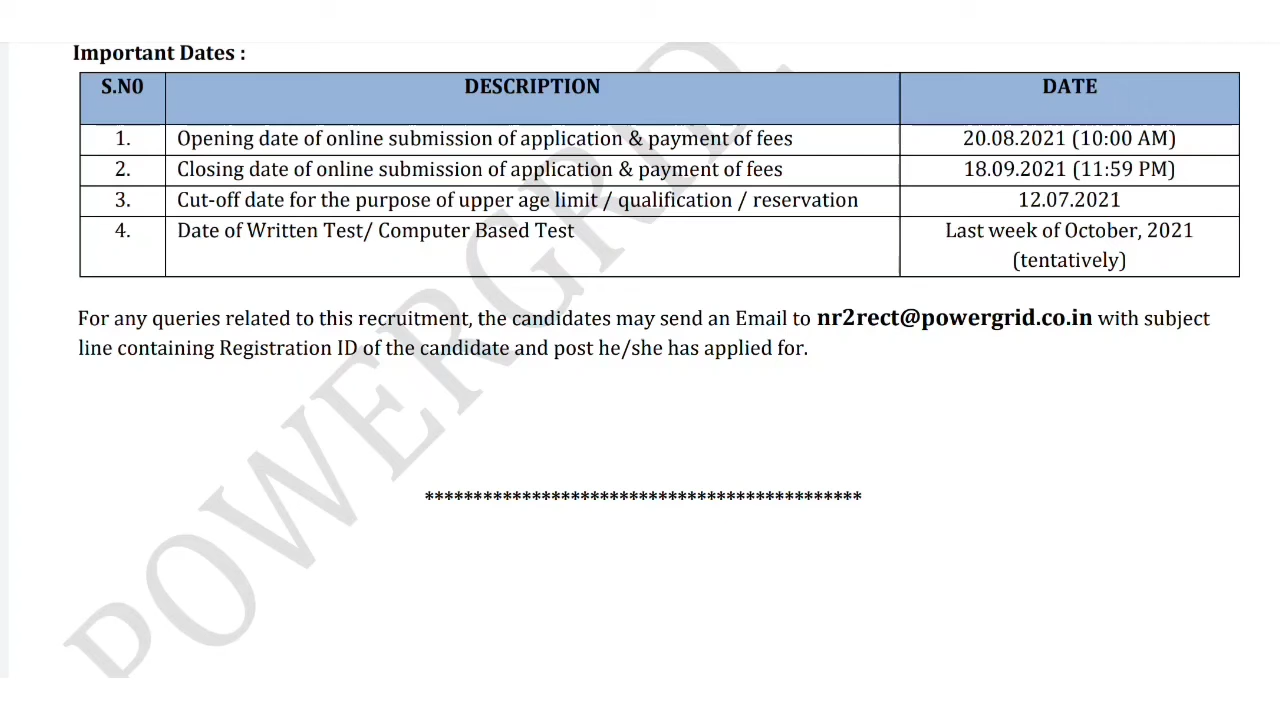 Important Dates :
S.N0 DESCRIPTION DATE
1. Opening date of online submission of application & payment of fees 20.08.2021 (10:00 AM)
2. Closing date of online submission of application & payment of fees 18.09.2021 (11:59 PM)
3. Cut-off date for the purpose of upper age limit / qualification / reservation 12.07.2021
4. Date of Written Test/ Computer Based Test Last week of October, 2021
(tentatively)
For any queries related to this recruitment, the candidates may send an Email to nr2rect@powergrid.co.in with subject
line containing Registration ID of the candidate and post he/she has applied for.
*********************************************
POWERGRID